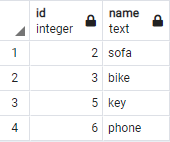 id name
integer text
1 2 sofa
2 3 bike
3 5 key
4 6 phone